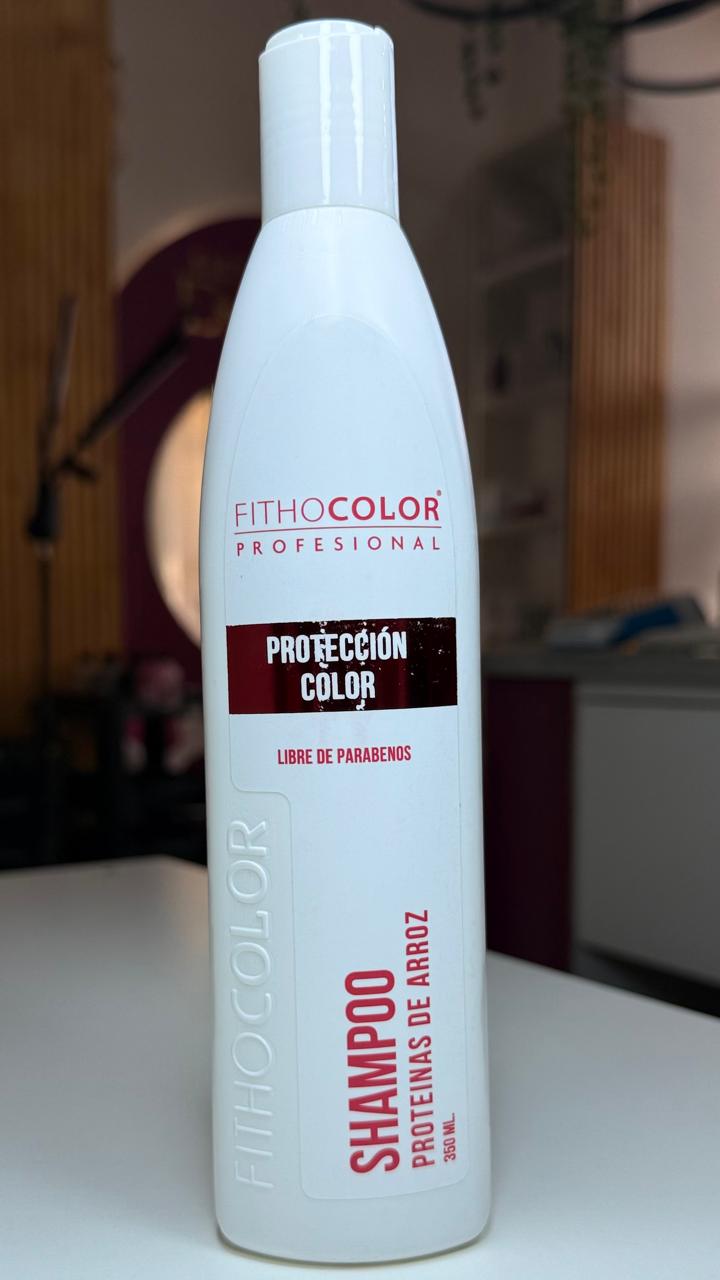 FITHOCOLOR®
PROFESIONAL
PROTECCIÓN
COLOR
LIBRE DE PARABENOS
FITHOCOLOR
SHAMPOO
PROTEINAS DE ARROZ
350 ML.